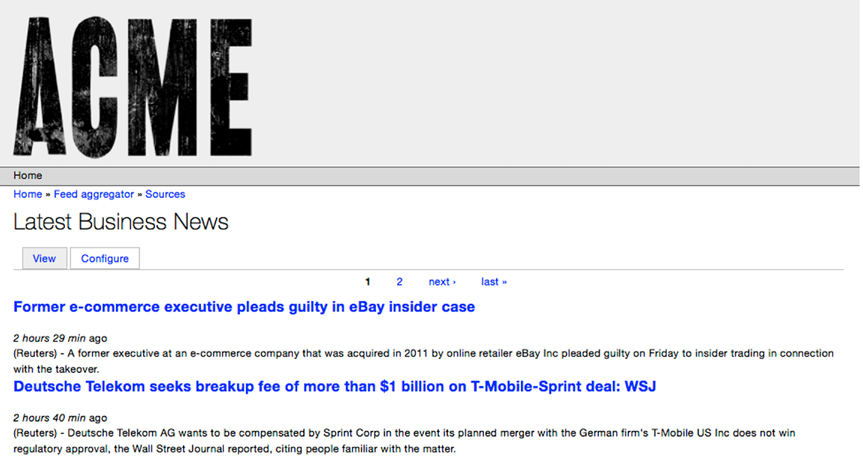 ACME
Home
Home » Feed aggregator » Sources
Latest Business News
View Configure
1 2 next › last »
Former e-commerce executive pleads guilty in eBay insider case
2 hours 29 min ago
(Reuters) - A former executive at an e-commerce company that was acquired in 2011 by online retailer eBay Inc pleaded guilty on Friday to insider trading in connection
with the takeover.
Deutsche Telekom seeks breakup fee of more than $1 billion on T-Mobile-Sprint deal: WSJ
2 hours 40 min ago
(Reuters) - Deutsche Telekom AG wants to be compensated by Sprint Corp in the event its planned merger with the German firm's T-Mobile US Inc does not win
regulatory approval, the Wall Street Journal reported, citing people familiar with the matter.